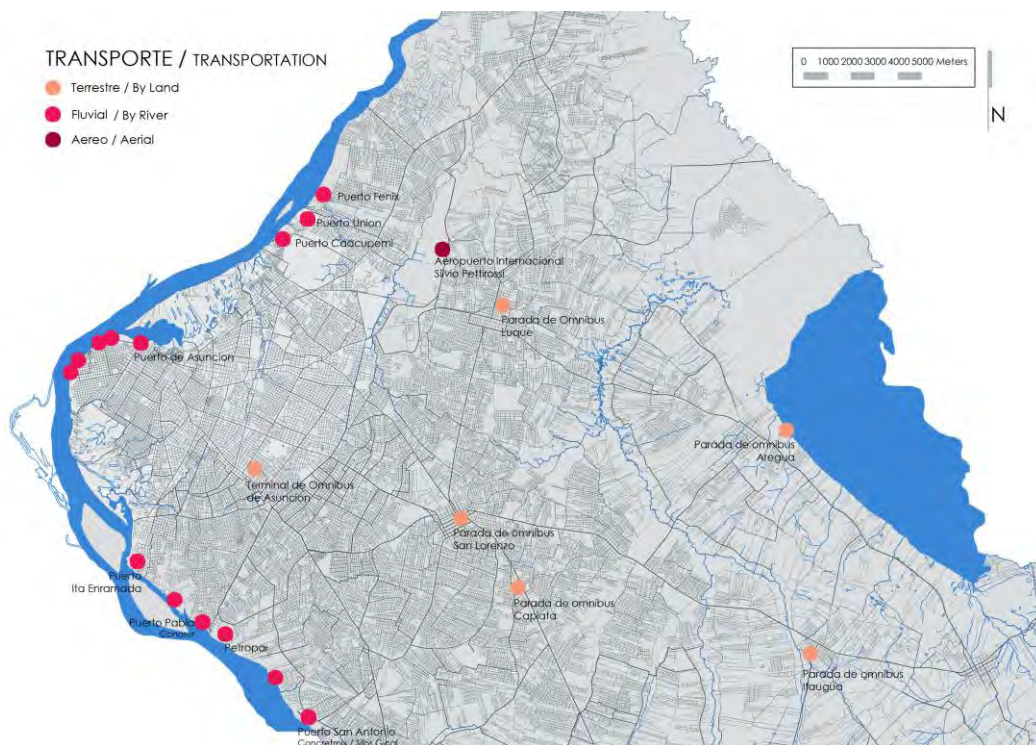 TRANSPORTE / TRANSPORTATION
Terrestre / By Land
Fluvial / By River
Aereo / Aerial
0 1000 2000 3000 4000 5000 Meters
N
Puerto Fenix
Puerto Union
Puerto Caacupemi
Aeropuerto Internacional
Silvio Pettirossi
Parada de Omnibus
Luque
Puerto de Asuncion
Parada de omnibus
Aregua
Terminal de Omnibus
de Asuncion
Parada de omnibus
San Lorenzo
Puerto
Ita Enramada
Parada de omnibus
Capiata
Puerto Pabla
Petropar
Parada de omnibus
Itaugua
Puerto San Antonio
Concretmix / Silos